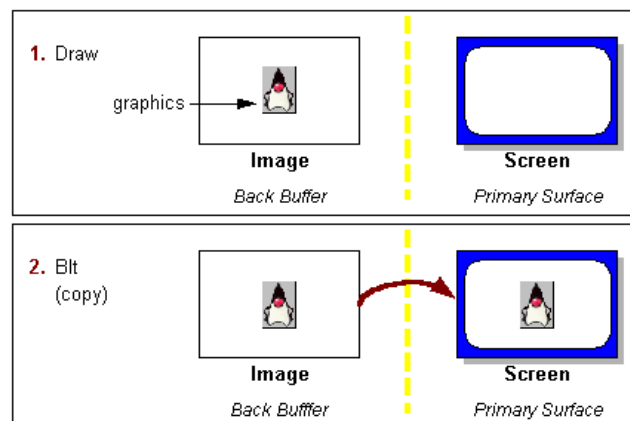 1. Draw
graphics
Image
Screen
Back Buffer
Primary Surface
2. Blt
(copy)
Image
Screen
Back Bufffer
Primary Surface